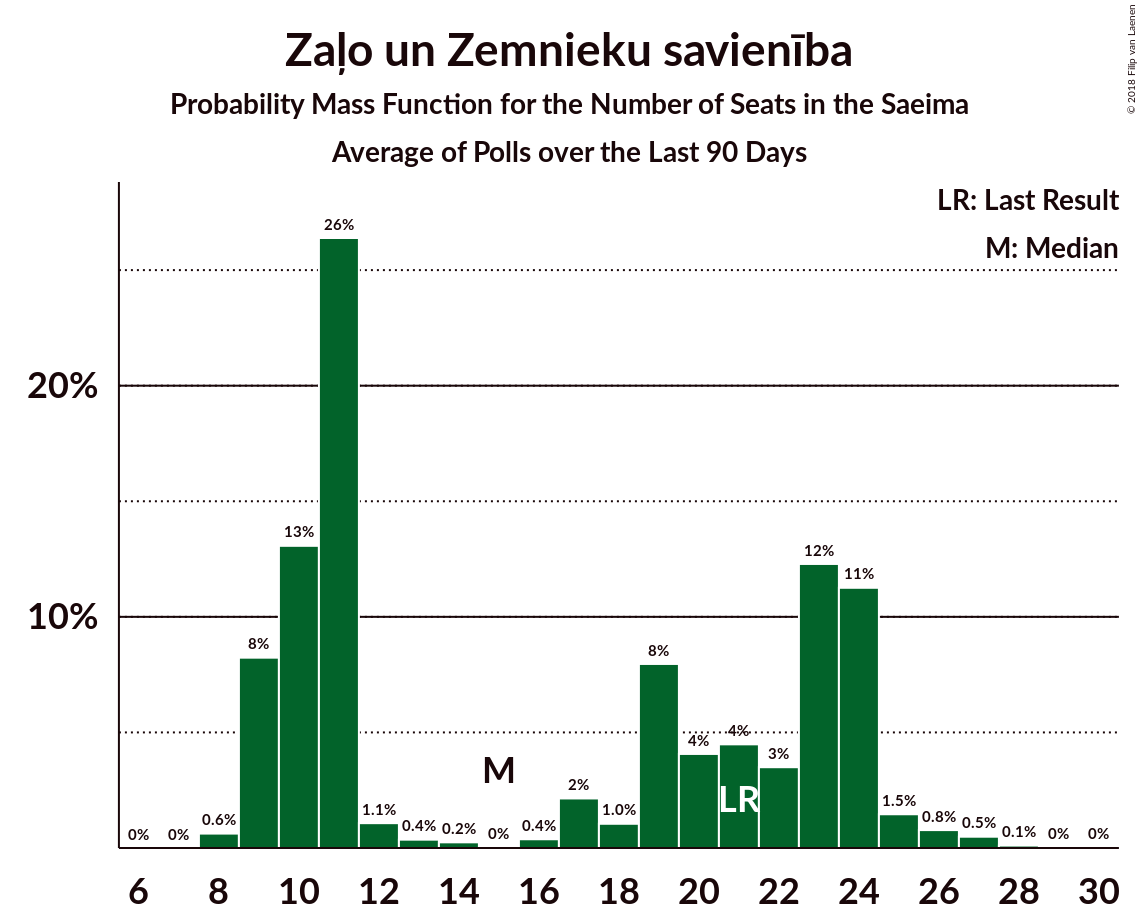 Zaļo un Zemnieku savienība
Probability Mass Function for the Number of Seats in the Saeima
Average of Polls over the Last 90 Days
© 2018 Filip van Laenen
LR: Last Result
M: Median
20%
10%
0% 0% 0.6% 8% 13% 26% 1.1% 0.4% 0.2% 0% 0.4% 2% 1.0% 8% 4% 4% 3% 12% 11% 1.5% 0.8% 0.5% 0.1% 0% 0%
M
LR
6 8 10 12 14 16 18 20 22 24 26 28 30